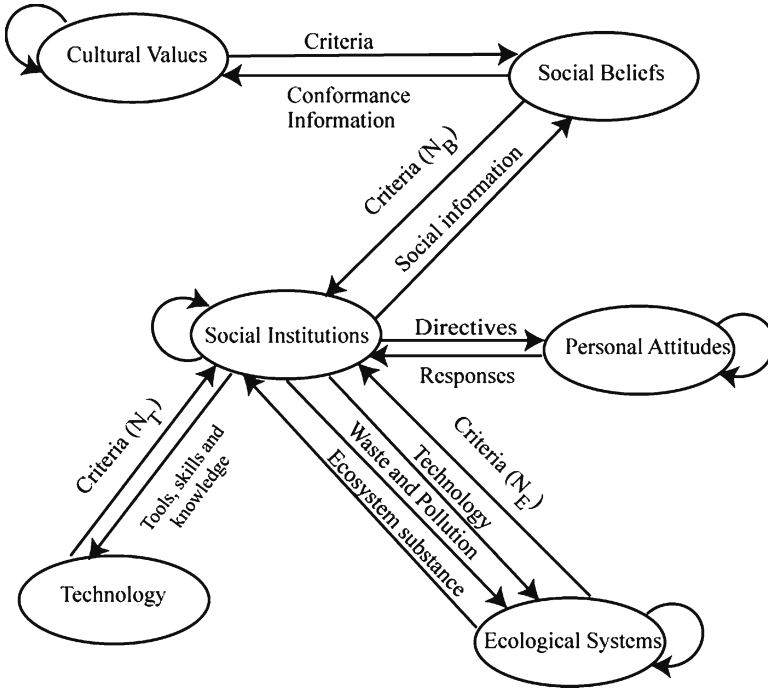 Cultural Values
Criteria
Social Beliefs
Conformance
Information
Criteria (N_B)
Social information
Social Institutions
Directives
Personal Attitudes
Responses
Criteria (N_T)
Tools, skills and
knowledge
Criteria (N_E)
Technology
Waste and Pollution
Ecosystem substance
Technology
Ecological Systems